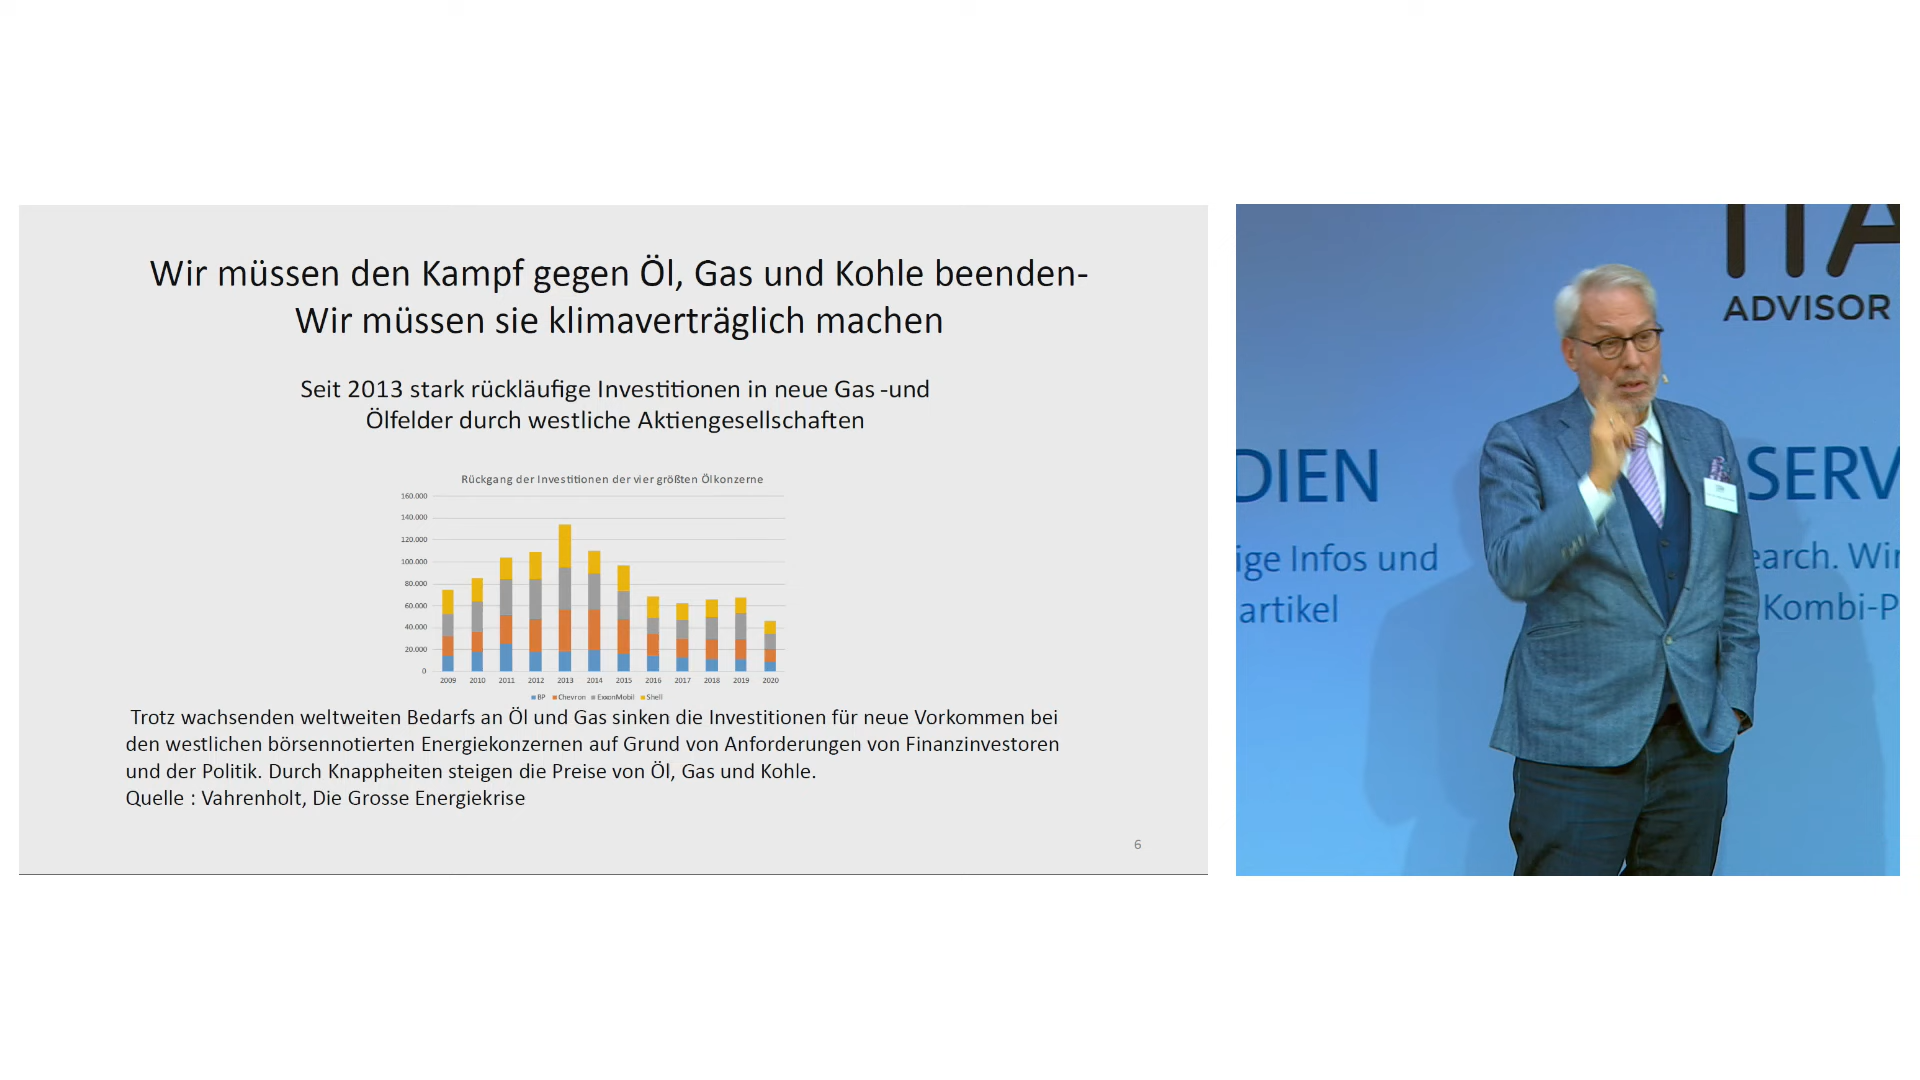 Wir müssen den Kampf gegen Öl, Gas und Kohle beenden-
Wir müssen sie klimaverträglich machen
Seit 2013 stark rückläufige Investitionen in neue Gas -und
Ölfelder durch westliche Aktiengesellschaften
Rückgang der Investitionen der vier größten Ölkonzerne
160.000
140.000
120.000
100.000
80.000
60.000
40.000
20.000
0
2009 2010 2011 2012 2013 2014 2015 2016 2017 2018 2019 2020
BP Chevron ExxonMobil Shell
Trotz wachsenden weltweiten Bedarfs an Öl und Gas sinken die Investitionen für neue Vorkommen bei
den westlichen börsennotierten Energiekonzernen auf Grund von Anforderungen von Finanzinvestoren
und der Politik. Durch Knappheiten steigen die Preise von Öl, Gas und Kohle.
Quelle : Vahrenholt, Die Grosse Energiekrise
6
ITA
ADVISOR
DIEN
SERV
ige Infos und
earch. Wir
artikel
Kombi-P